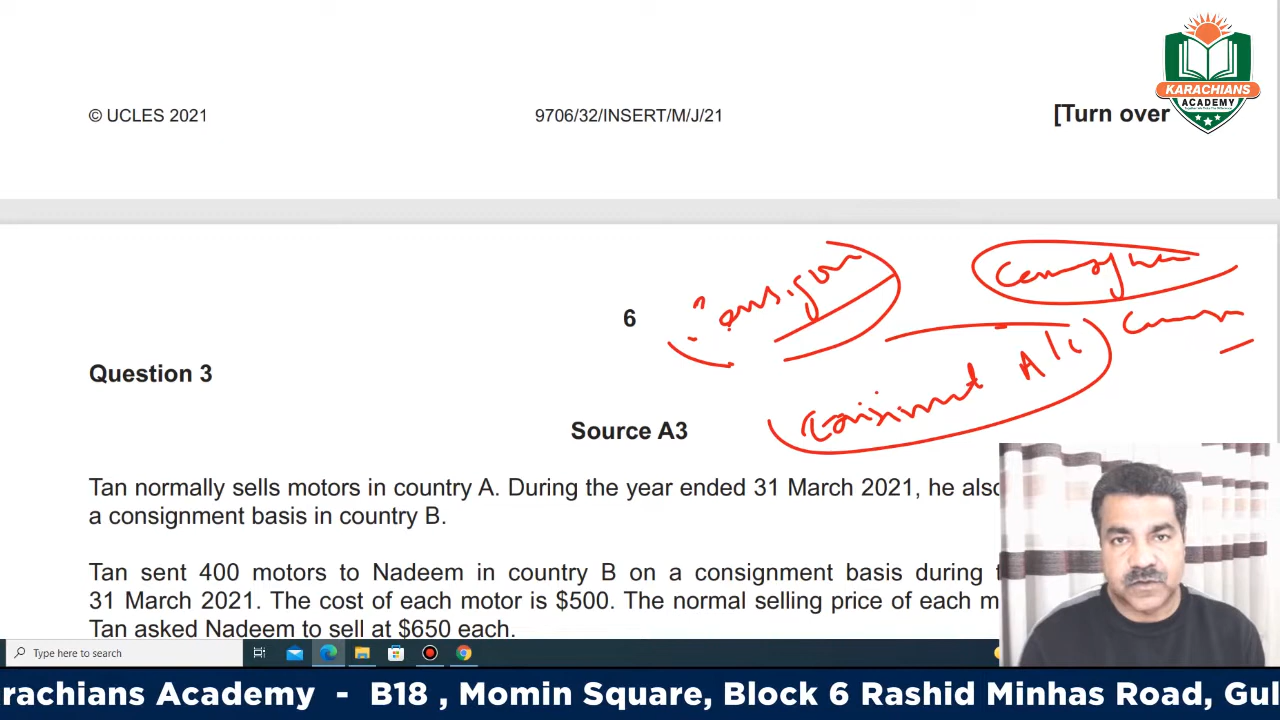 KARACHIANS
ACADEMY
© UCLES 2021
9706/32/INSERT/M/J/21
[Turn over
6
Question 3
Source A3
Tan normally sells motors in country A. During the year ended 31 March 2021, he also
a consignment basis in country B.
Tan sent 400 motors to Nadeem in country B on a consignment basis during t
31 March 2021. The cost of each motor is $500. The normal selling price of each m
Tan asked Nadeem to sell at $650 each.
Type here to search
rachians Academy - B18 , Momin Square, Block 6 Rashid Minhas Road, Gul